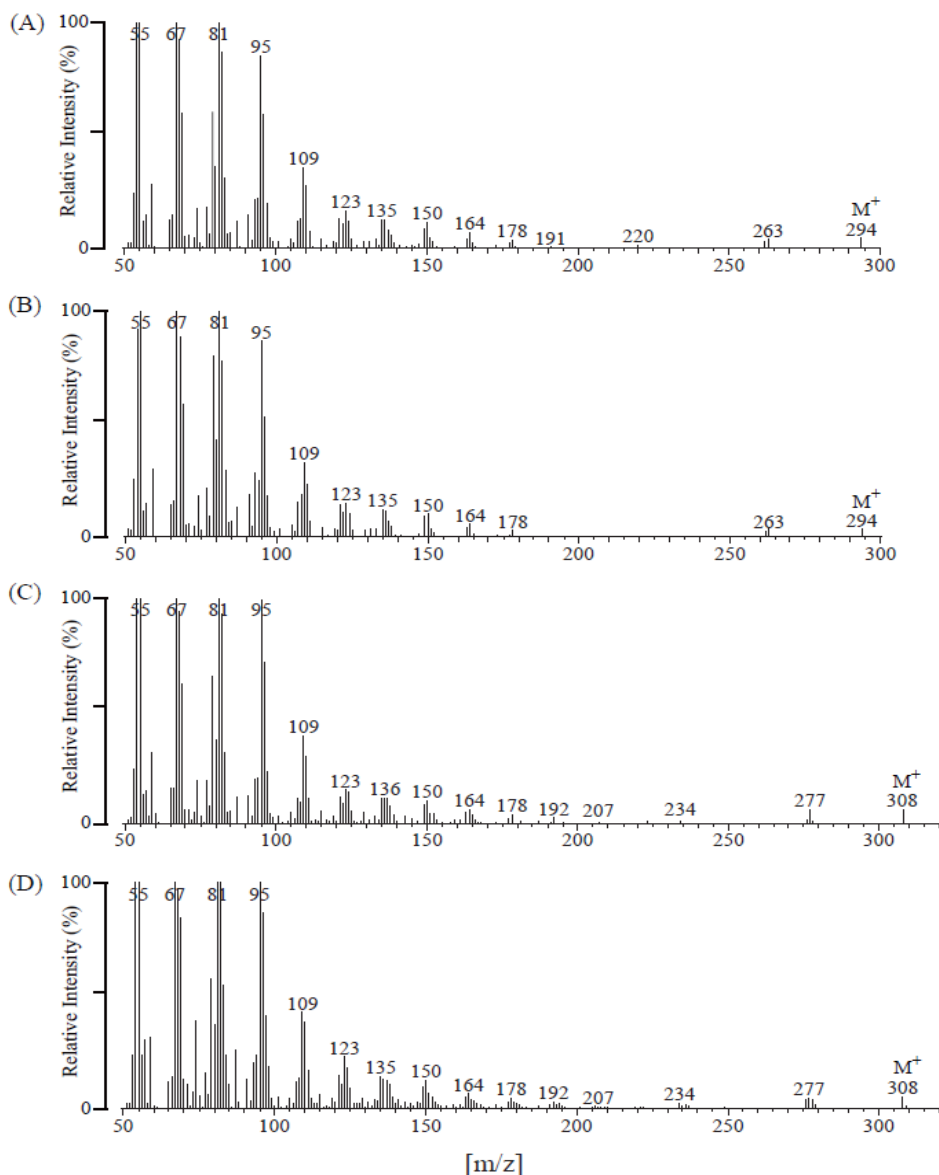 (A)
Relative Intensity (%)
100
0
55 67 81 95 109 123 135 150 164 178 191 220 263 M+ 294
50 100 150 200 250 300
(B)
Relative Intensity (%)
100
0
55 67 81 95 109 123 135 150 164 178 263 M+ 294
50 100 150 200 250 300
(C)
Relative Intensity (%)
100
0
55 67 81 95 109 123 136 150 164 178 192 207 234 277 M+ 308
50 100 150 200 250 300
(D)
Relative Intensity (%)
100
0
55 67 81 95 109 123 135 150 164 178 192 207 234 277 M+ 308
50 100 150 200 250 300
[m/z]